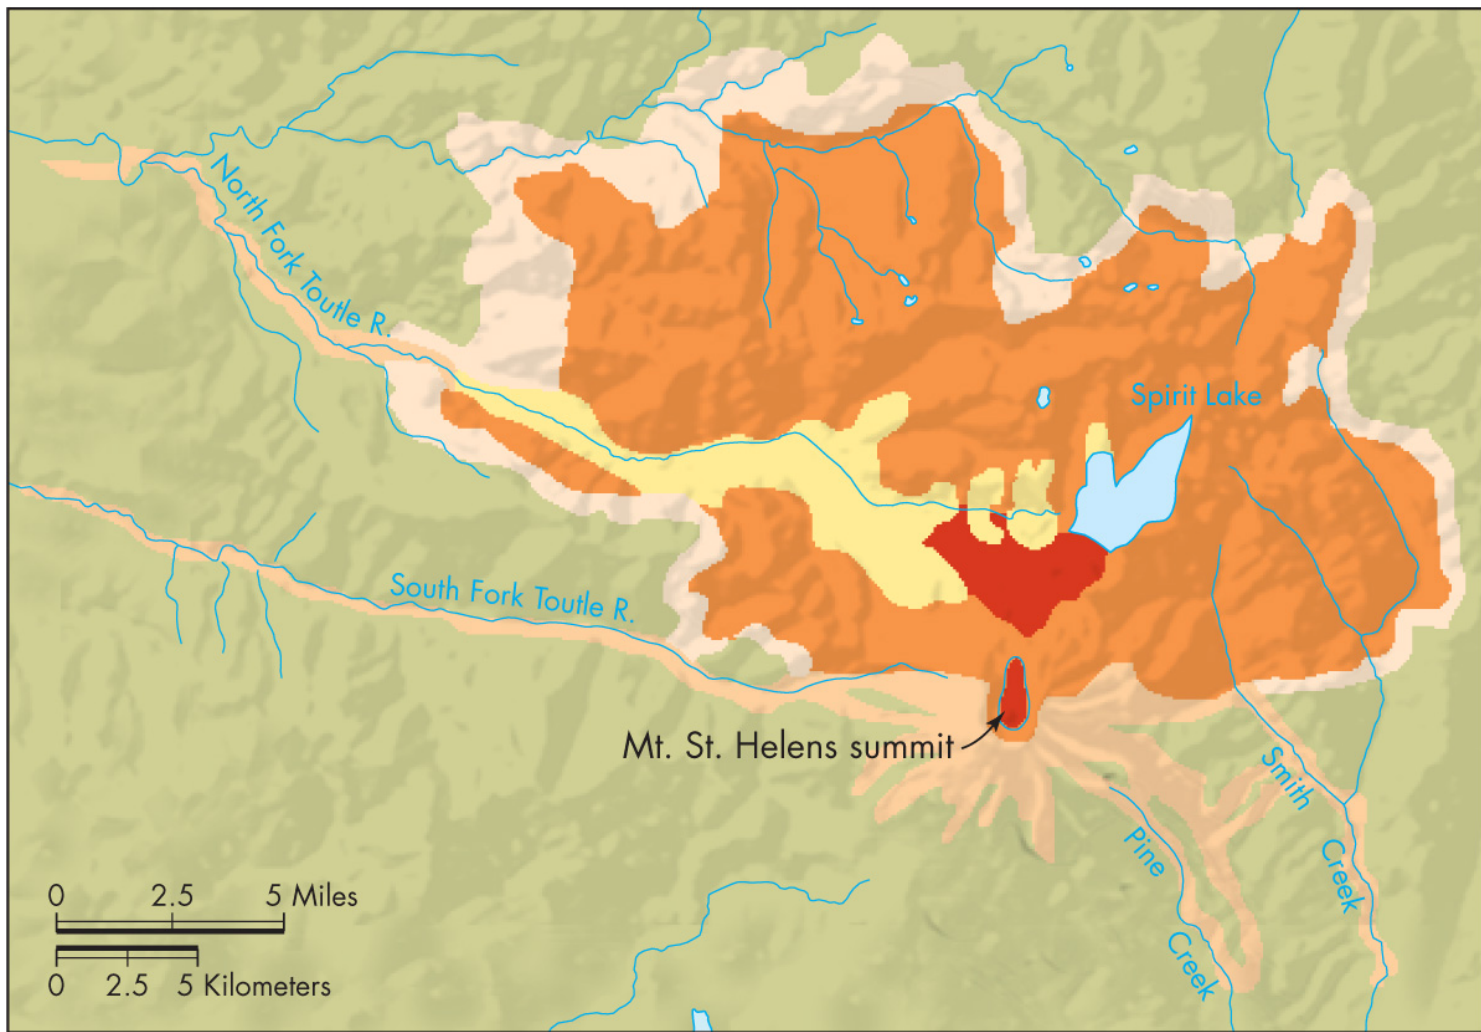 North Fork Toutle R.
Spirit Lake
South Fork Toutle R.
Mt. St. Helens summit
Smith
Creek
Pine
Creek
0 2.5 5 Miles
0 2.5 5 Kilometers